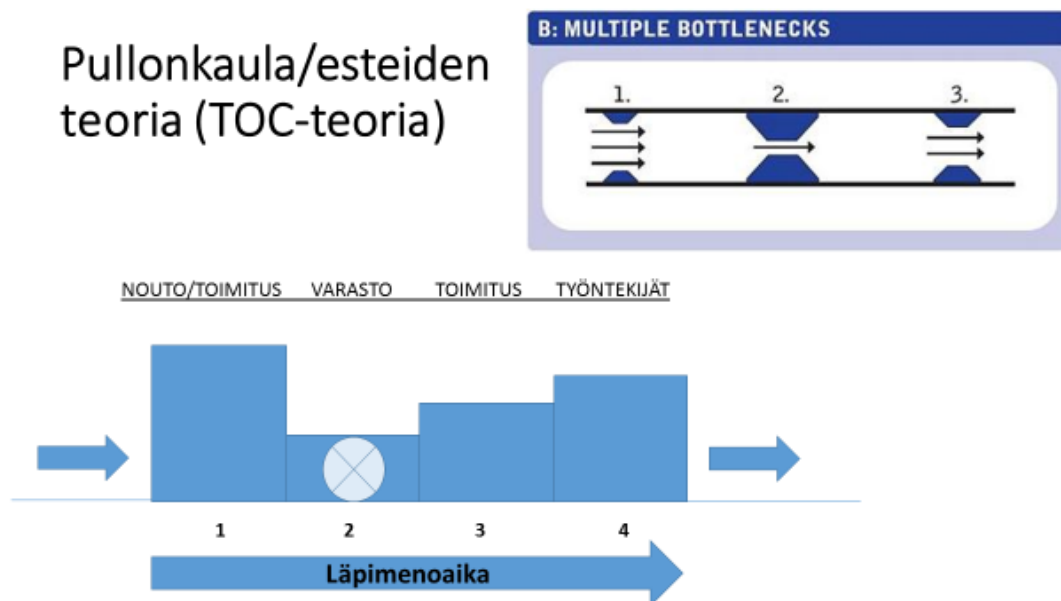 Pullonkaula/esteiden
teoria (TOC-teoria)
B: MULTIPLE BOTTLENECKS
1. 2. 3.
NOUTO/TOIMITUS VARASTO TOIMITUS TYÖNTEKIJÄT
1 2 3 4
Läpimenoaika